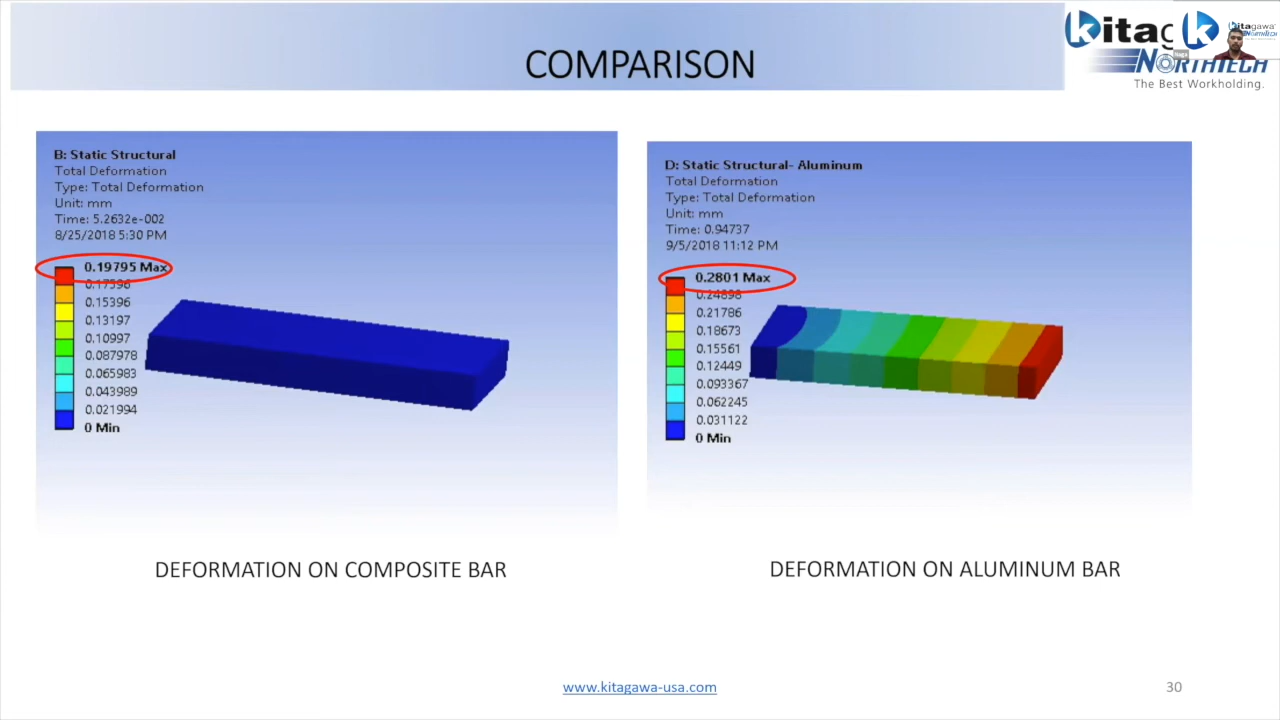 COMPARISON
kitag
kitagawa
NORTHTECH
The Best Workholding.
B: Static Structural
Total Deformation
Type: Total Deformation
Unit: mm
Time: 5.2632e-002
8/25/2018 5:30 PM
0.19795 Max
0.17596
0.15396
0.13197
0.10997
0.087978
0.065983
0.043989
0.021994
0 Min
D: Static Structural- Aluminum
Total Deformation
Type: Total Deformation
Unit: mm
Time: 0.94737
9/5/2018 11:12 PM
0.2801 Max
0.24898
0.21786
0.18673
0.15561
0.12449
0.093367
0.062245
0.031122
0 Min
DEFORMATION ON COMPOSITE BAR
DEFORMATION ON ALUMINUM BAR
www.kitagawa-usa.com
30